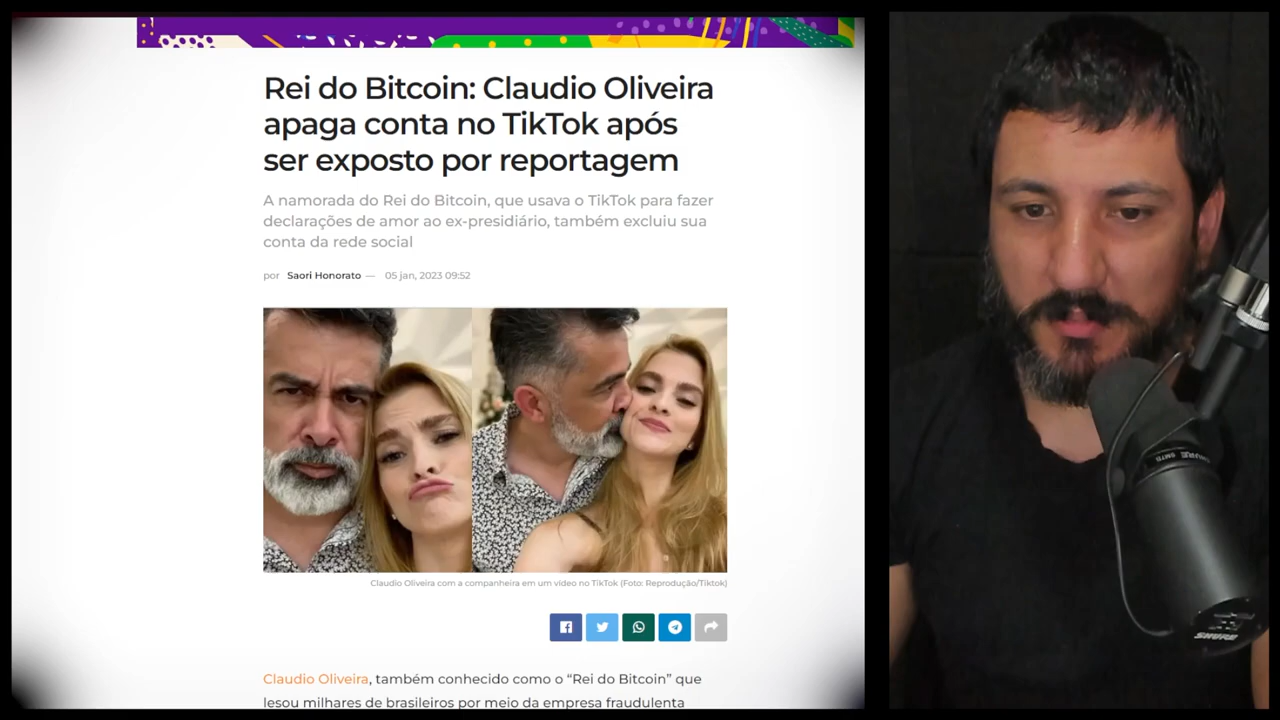 Rei do Bitcoin: Claudio Oliveira
apaga conta no TikTok após
ser exposto por reportagem
A namorada do Rei do Bitcoin, que usava o TikTok para fazer
declarações de amor ao ex-presidiário, também excluiu sua
conta da rede social
por Saori Honorato — 05 jan, 2023 09:52
Claudio Oliveira com a companheira em um vídeo no TikTok (Foto: Reprodução/Tiktok)
Claudio Oliveira, também conhecido como o “Rei do Bitcoin” que
lesou milhares de brasileiros por meio da empresa fraudulenta
SHURE SM7B
SHURE